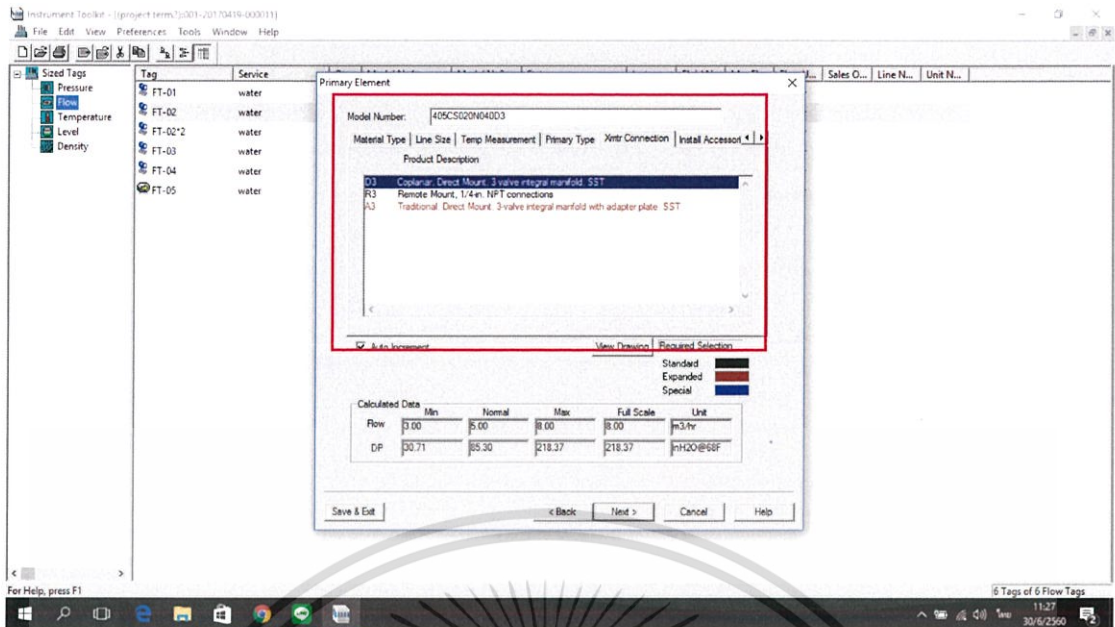 Instrument Toolkit - [(project term.?):001-20170419-000011]
File Edit View Preferences Tools Window Help
Sized Tags
Pressure
Flow
Temperature
Level
Density
Tag Service
FT-01 water
FT-02 water
FT-02*2 water
FT-03 water
FT-04 water
FT-05 water
Sales O... Line N... Unit N...
Primary Element
Model Number: 405CS020N040D3
Material Type Line Size Temp Measurement Primary Type Xmtr Connection Install Accessori
Product Description
D3 Coplanar, Direct Mount, 3 valve integral manifold, SST
R3 Remote Mount, 1/4-in. NPT connections
A3 Traditional, Direct Mount, 3-valve integral manifold with adapter plate, SST
Auto Increment View Drawing Required Selection
Standard
Expanded
Special
Calculated Data
Min Normal Max Full Scale Unit
Flow 3.00 5.00 8.00 8.00 m3/hr
DP 30.71 85.30 218.37 218.37 inH2O@68F
Save & Exit < Back Next > Cancel Help
For Help, press F1
6 Tags of 6 Flow Tags
ไทย 11:27
30/6/2560